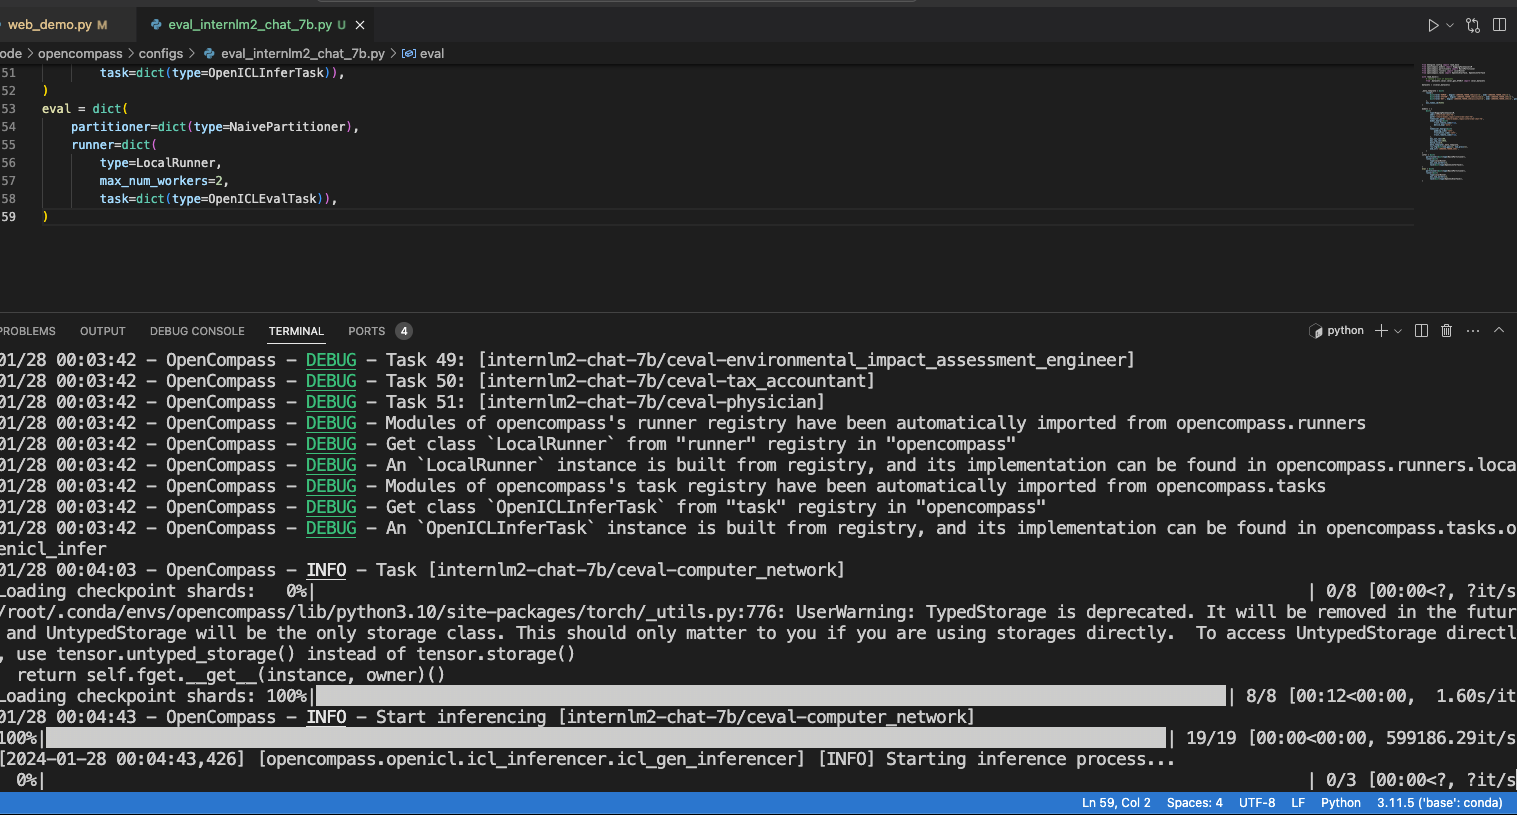 web_demo.py M
eval_internlm2_chat_7b.py U
ode > opencompass > configs > eval_internlm2_chat_7b.py > eval
51 task=dict(type=OpenICLInferTask)),
52 )
53 eval = dict(
54 partitioner=dict(type=NaivePartitioner),
55 runner=dict(
56 type=LocalRunner,
57 max_num_workers=2,
58 task=dict(type=OpenICLEvalTask)),
59 )
PROBLEMS OUTPUT DEBUG CONSOLE TERMINAL PORTS 4
python
01/28 00:03:42 - OpenCompass - DEBUG - Task 49: [internlm2-chat-7b/ceval-environmental_impact_assessment_engineer]
01/28 00:03:42 - OpenCompass - DEBUG - Task 50: [internlm2-chat-7b/ceval-tax_accountant]
01/28 00:03:42 - OpenCompass - DEBUG - Task 51: [internlm2-chat-7b/ceval-physician]
01/28 00:03:42 - OpenCompass - DEBUG - Modules of opencompass's runner registry have been automatically imported from opencompass.runners
01/28 00:03:42 - OpenCompass - DEBUG - Get class `LocalRunner` from "runner" registry in "opencompass"
01/28 00:03:42 - OpenCompass - DEBUG - An `LocalRunner` instance is built from registry, and its implementation can be found in opencompass.runners.loca
01/28 00:03:42 - OpenCompass - DEBUG - Modules of opencompass's task registry have been automatically imported from opencompass.tasks
01/28 00:03:42 - OpenCompass - DEBUG - Get class `OpenICLInferTask` from "task" registry in "opencompass"
01/28 00:03:42 - OpenCompass - DEBUG - An `OpenICLInferTask` instance is built from registry, and its implementation can be found in opencompass.tasks.o
enicl_infer
01/28 00:04:03 - OpenCompass - INFO - Task [internlm2-chat-7b/ceval-computer_network]
Loading checkpoint shards: 0%| | 0/8 [00:00<?, ?it/s
/root/.conda/envs/opencompass/lib/python3.10/site-packages/torch/_utils.py:776: UserWarning: TypedStorage is deprecated. It will be removed in the futur
and UntypedStorage will be the only storage class. This should only matter to you if you are using storages directly. To access UntypedStorage directl
, use tensor.untyped_storage() instead of tensor.storage()
return self.fget.__get__(instance, owner)()
Loading checkpoint shards: 100%| | 8/8 [00:12<00:00, 1.60s/it
01/28 00:04:43 - OpenCompass - INFO - Start inferencing [internlm2-chat-7b/ceval-computer_network]
100%| | 19/19 [00:00<00:00, 599186.29it/s
[2024-01-28 00:04:43,426] [opencompass.openicl.icl_inferencer.icl_gen_inferencer] [INFO] Starting inference process...
0%| | 0/3 [00:00<?, ?it/s
Ln 59, Col 2 Spaces: 4 UTF-8 LF Python 3.11.5 ('base': conda)